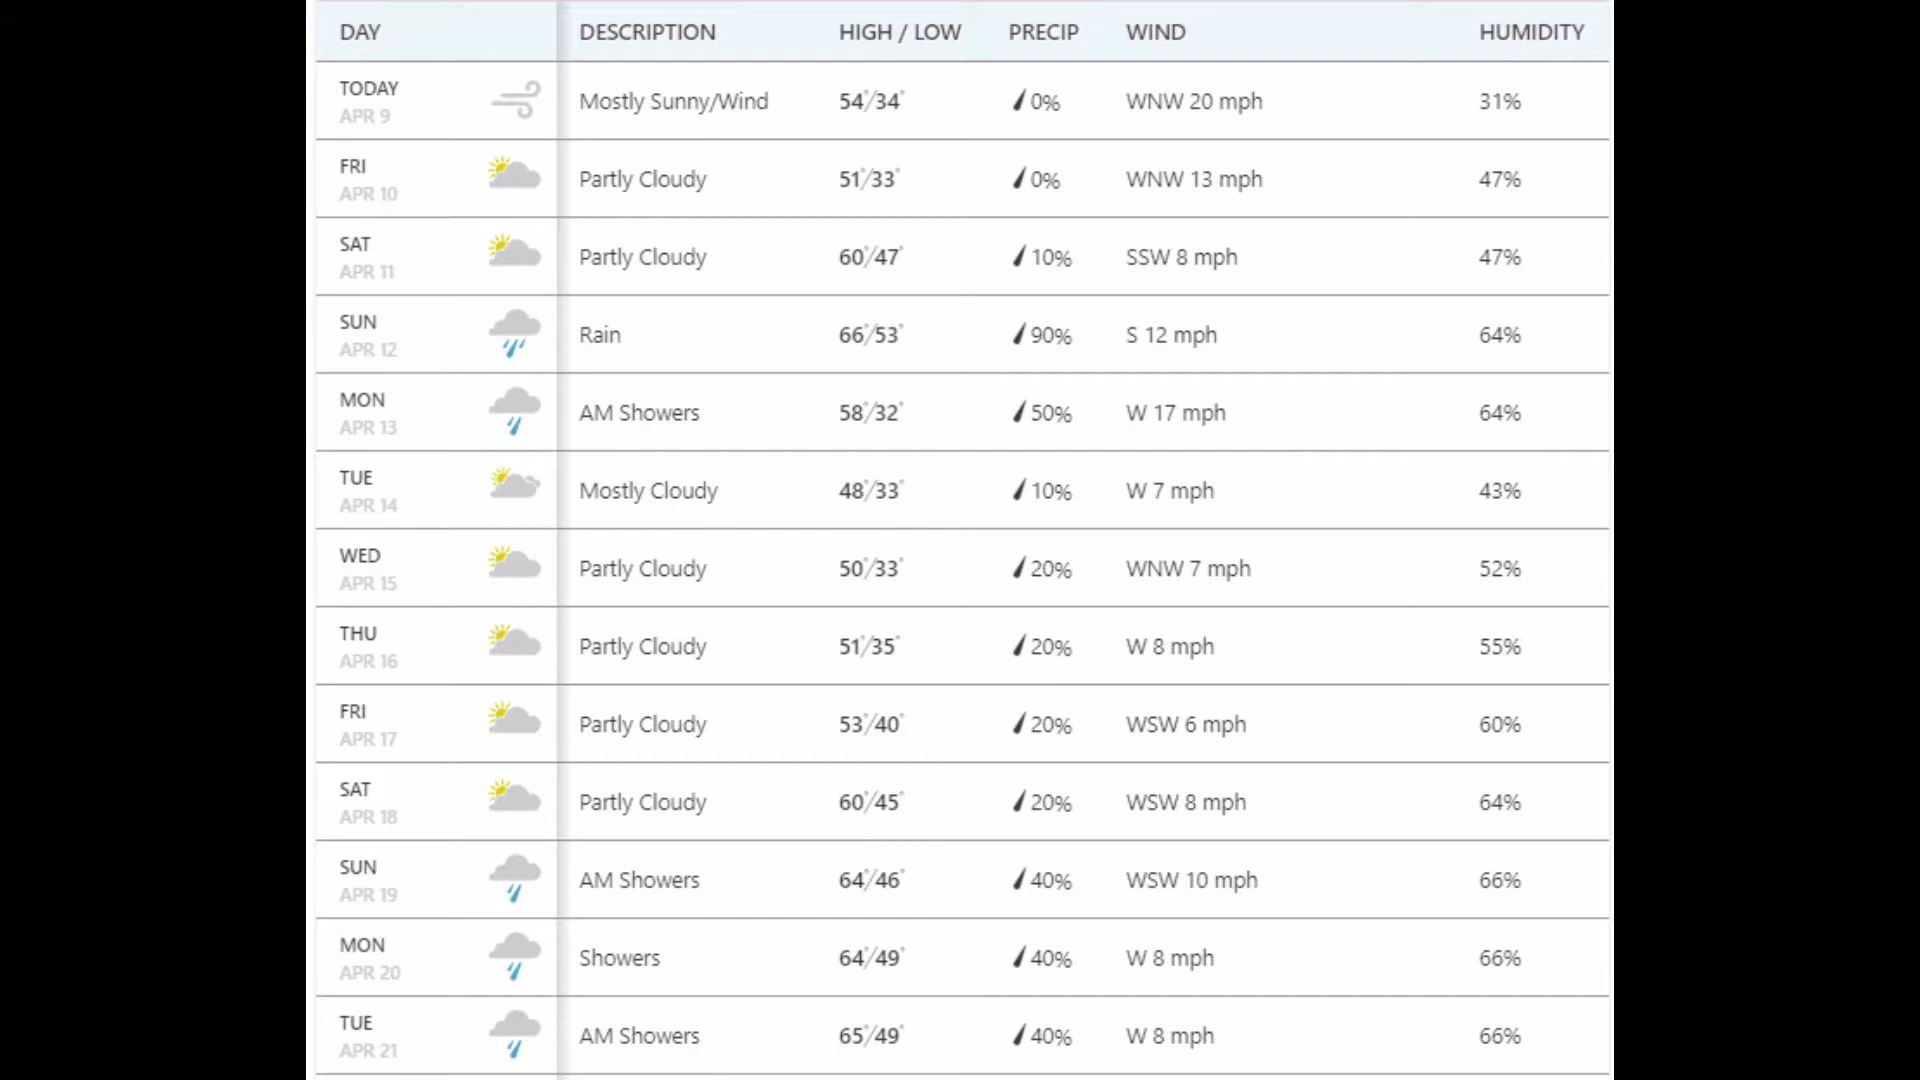 DAY DESCRIPTION HIGH / LOW PRECIP WIND HUMIDITY
TODAY
APR 9 Mostly Sunny/Wind 54°/34° 0% WNW 20 mph 31%
FRI
APR 10 Partly Cloudy 51°/33° 0% WNW 13 mph 47%
SAT
APR 11 Partly Cloudy 60°/47° 10% SSW 8 mph 47%
SUN
APR 12 Rain 66°/53° 90% S 12 mph 64%
MON
APR 13 AM Showers 58°/32° 50% W 17 mph 64%
TUE
APR 14 Mostly Cloudy 48°/33° 10% W 7 mph 43%
WED
APR 15 Partly Cloudy 50°/33° 20% WNW 7 mph 52%
THU
APR 16 Partly Cloudy 51°/35° 20% W 8 mph 55%
FRI
APR 17 Partly Cloudy 53°/40° 20% WSW 6 mph 60%
SAT
APR 18 Partly Cloudy 60°/45° 20% WSW 8 mph 64%
SUN
APR 19 AM Showers 64°/46° 40% WSW 10 mph 66%
MON
APR 20 Showers 64°/49° 40% W 8 mph 66%
TUE
APR 21 AM Showers 65°/49° 40% W 8 mph 66%